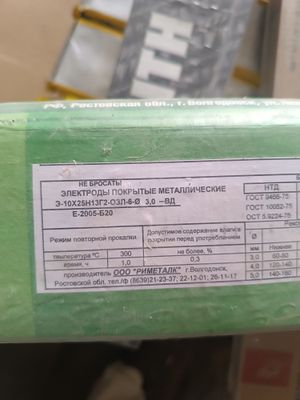 РФ, Ростовская обл., г. Волгодонск, ул.
НЕ БРОСАТЬ!
ЭЛЕКТРОДЫ ПОКРЫТЫЕ МЕТАЛЛИЧЕСКИЕ
Э-10Х25Н13Г2-ОЗЛ-6-Ø 3,0 –ВД
Е-2005-Б20
НТД
ГОСТ 9466-75
ГОСТ 10052-75
ОСТ 5.9224-75
Режим повторной прокалки
Допустимое содержание влаги в покрытии перед употреблением
Ø
мм Нижнее
температура °С 300 не более, % 3,0 60-80
время, ч. 1,0 0,3 4,0 120-140
производитель ООО "РИМЕТАЛК" г.Волгодонск, 5,0 140-160
Ростовской обл. тел./ф (8639)21-23-37; 22-12-01; 26-11-17